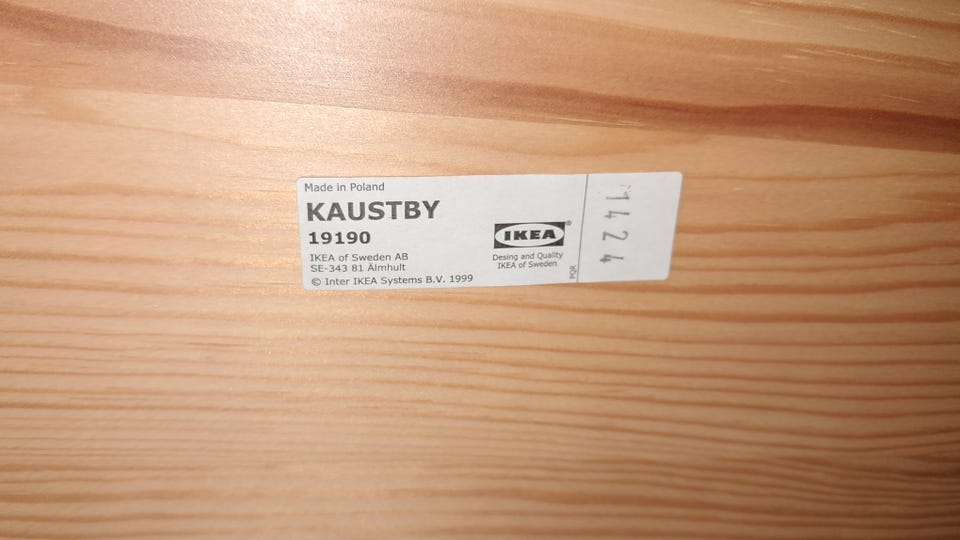 Made in Poland
KAUSTBY
19190
IKEA of Sweden AB
SE-343 81 Älmhult
© Inter IKEA Systems B.V. 1999
IKEA®
Desing and Quality
IKEA of Sweden
PQR
1424